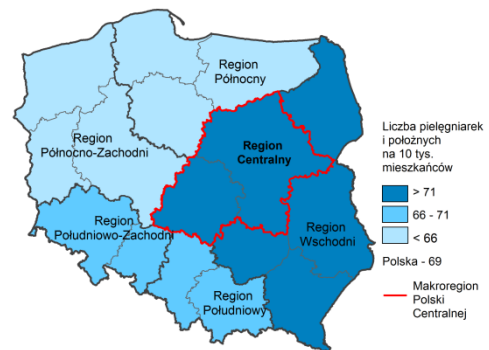 Region
Północny
Region
Północno-Zachodni
Region
Centralny
Region
Południowo-Zachodni
Region
Wschodni
Region
Południowy
Liczba pielęgniarek
i położnych
na 10 tys.
mieszkańców
> 71
66 - 71
< 66
Polska - 69
Makroregion
Polski
Centralnej